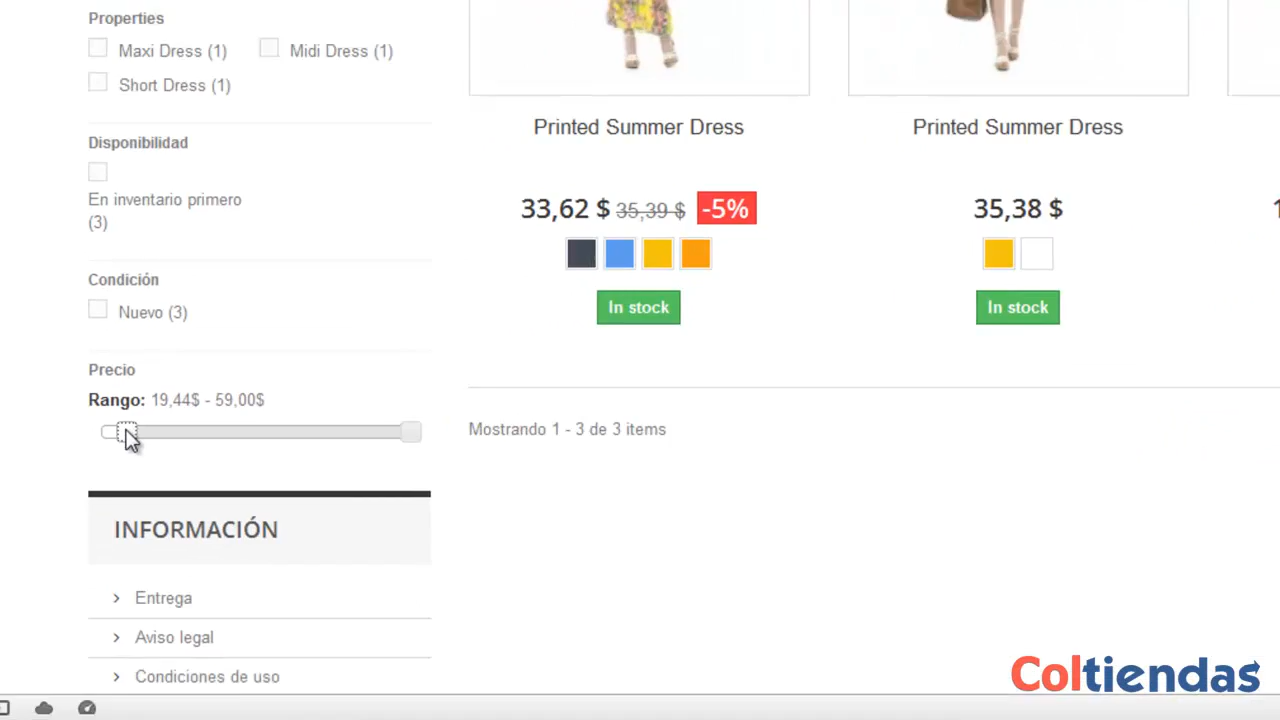 Properties
Maxi Dress (1)
Midi Dress (1)
Short Dress (1)
Disponibilidad
En inventario primero
(3)
Condición
Nuevo (3)
Precio
Rango: 19,44$ - 59,00$
INFORMACIÓN
Entrega
Aviso legal
Condiciones de uso
Printed Summer Dress
33,62 $ 35,39 $ -5%
In stock
Printed Summer Dress
35,38 $
In stock
Mostrando 1 - 3 de 3 items
Coltiendas